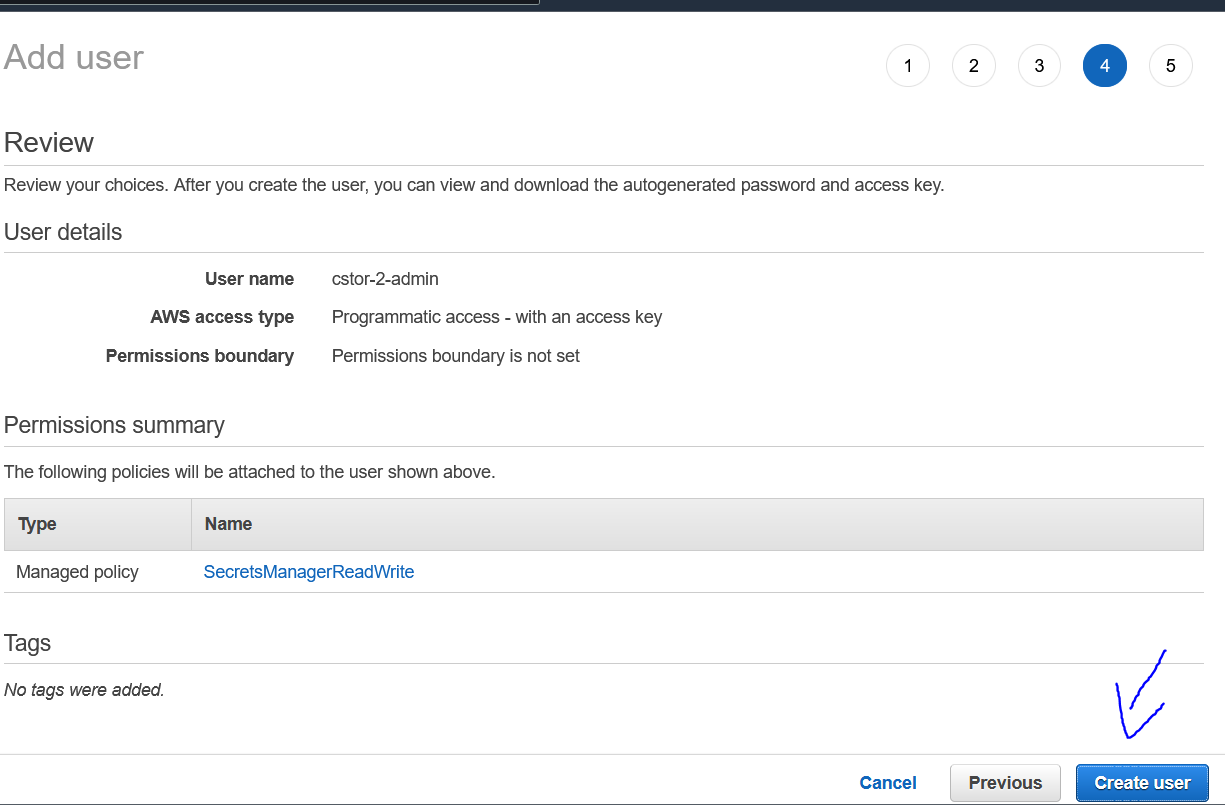 Add user
1 2 3 4 5
Review
Review your choices. After you create the user, you can view and download the autogenerated password and access key.
User details
User name cstor-2-admin
AWS access type Programmatic access - with an access key
Permissions boundary Permissions boundary is not set
Permissions summary
The following policies will be attached to the user shown above.
Type Name
Managed policy SecretsManagerReadWrite
Tags
No tags were added.
Cancel Previous Create user